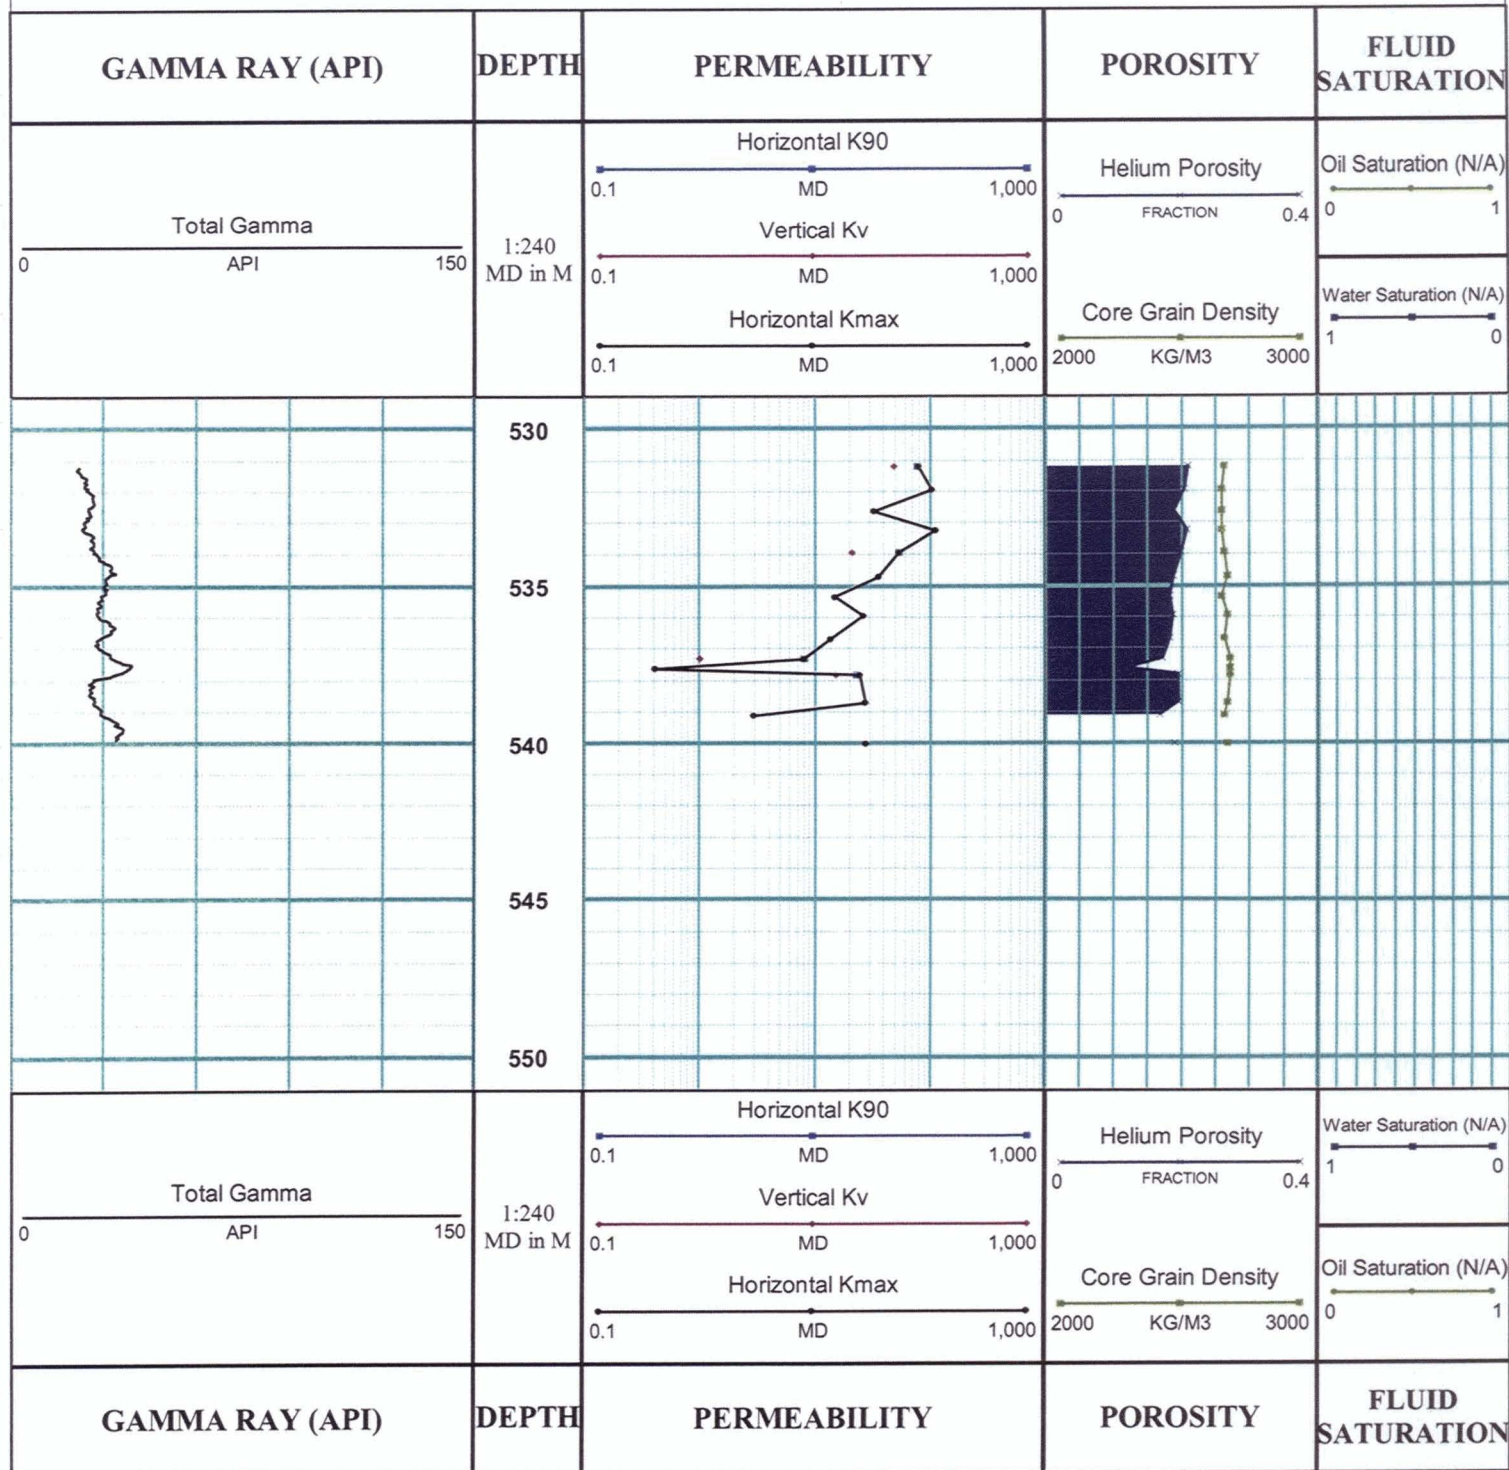 GAMMA RAY (API)
DEPTH
PERMEABILITY
POROSITY
FLUID
SATURATION
Total Gamma
0 API 150
1:240
MD in M
Horizontal K90
0.1 MD 1,000
Vertical Kv
0.1 MD 1,000
Horizontal Kmax
0.1 MD 1,000
Helium Porosity
0 FRACTION 0.4
Core Grain Density
2000 KG/M3 3000
Oil Saturation (N/A)
0 1
Water Saturation (N/A)
1 0
530
535
540
545
550
Total Gamma
0 API 150
1:240
MD in M
Horizontal K90
0.1 MD 1,000
Vertical Kv
0.1 MD 1,000
Horizontal Kmax
0.1 MD 1,000
Helium Porosity
0 FRACTION 0.4
Core Grain Density
2000 KG/M3 3000
Water Saturation (N/A)
1 0
Oil Saturation (N/A)
0 1
GAMMA RAY (API)
DEPTH
PERMEABILITY
POROSITY
FLUID
SATURATION